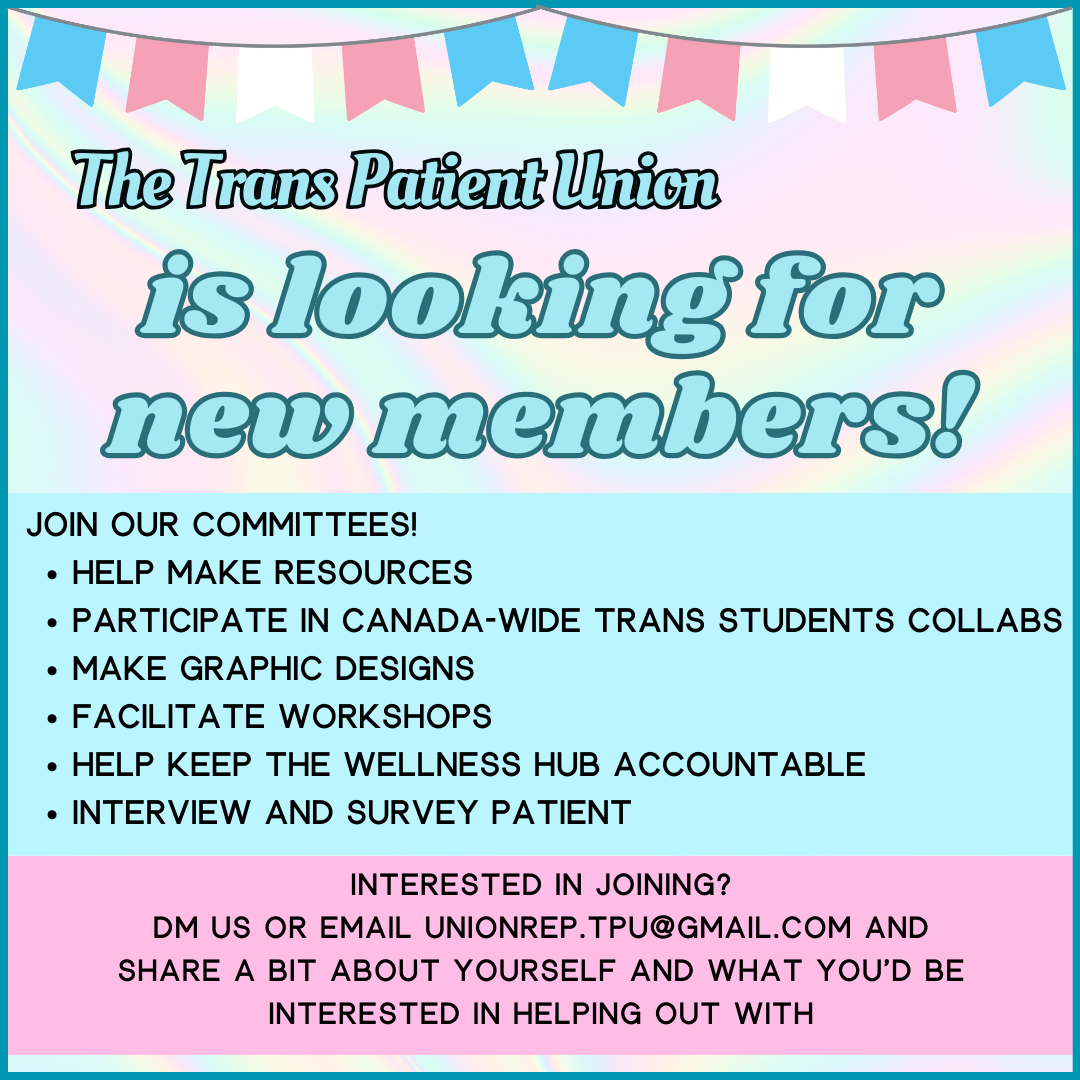 The Trans Patient Union
is looking for
new members!
JOIN OUR COMMITTEES!
• HELP MAKE RESOURCES
• PARTICIPATE IN CANADA-WIDE TRANS STUDENTS COLLABS
• MAKE GRAPHIC DESIGNS
• FACILITATE WORKSHOPS
• HELP KEEP THE WELLNESS HUB ACCOUNTABLE
• INTERVIEW AND SURVEY PATIENT
INTERESTED IN JOINING?
DM US OR EMAIL UNIONREP.TPU@GMAIL.COM AND
SHARE A BIT ABOUT YOURSELF AND WHAT YOU’D BE
INTERESTED IN HELPING OUT WITH